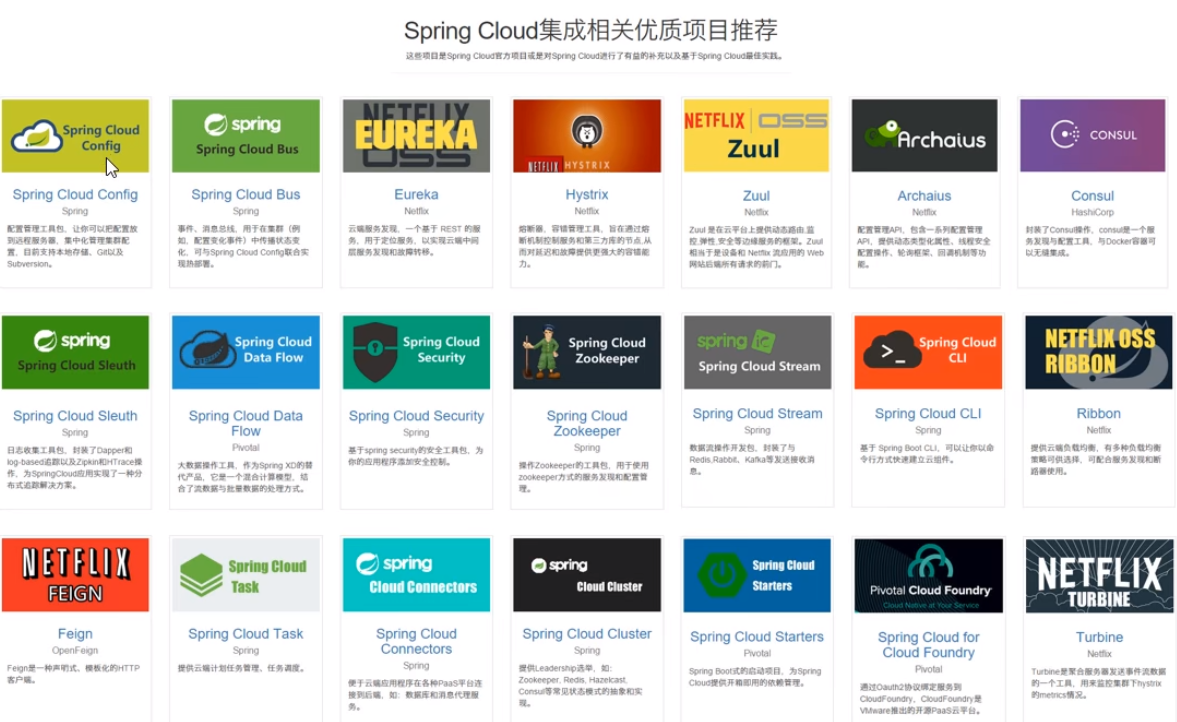 Spring Cloud集成相关优质项目推荐
这些项目是Spring Cloud官方项目或是对Spring Cloud进行了有益的补充以及基于Spring Cloud最佳实践。
Spring Cloud
Config
Spring Cloud Config
Spring
配置管理工具包，让你可以把配置放
到远程服务器，集中化管理集群配
置，目前支持本地存储、Git以及
Subversion。
spring
Spring Cloud Bus
Spring Cloud Bus
Spring
事件、消息总线，用于在集群（例
如，配置变化事件）中传播状态变
化，可与Spring Cloud Config联合实
现热部署。
NETFLIX
EUREKA
OSS
Eureka
Netflix
云端服务发现，一个基于 REST 的服
务，用于定位服务，以实现云端中间
层服务发现和故障转移。
NETFLIX HYSTRIX
Hystrix
Netflix
熔断器，容错管理工具，旨在通过熔
断机制控制服务和第三方库的节点,从
而对延迟和故障提供更强大的容错能
力。
NETFLIX OSS
Zuul
Zuul
Netflix
Zuul 是在云平台上提供动态路由,监
控,弹性,安全等边缘服务的框架。Zuul
相当于是设备和 Netflix 流应用的 Web
网站后端所有请求的前门。
Archaius
Archaius
Netflix
配置管理API，包含一系列配置管理
API，提供动态类型化属性、线程安全
配置操作、轮询框架、回调机制等功
能。
CONSUL
Consul
HashiCorp
封装了Consul操作，consul是一个服
务发现与配置工具，与Docker容器可
以无缝集成。
spring
Spring Cloud Sleuth
Spring Cloud Sleuth
Spring
日志收集工具包，封装了Dapper和
log-based追踪以及Zipkin和HTrace操
作，为SpringCloud应用实现了一种分
布式追踪解决方案。
Spring Cloud
Data Flow
Spring Cloud Data
Flow
Pivotal
大数据操作工具，作为Spring XD的替
代产品，它是一个混合计算模型，结
合了流数据与批量数据的处理方式。
Spring Cloud
Security
Spring Cloud Security
Spring
基于spring security的安全工具包，为
你的应用程序添加安全控制。
Spring Cloud
Zookeeper
Spring Cloud
Zookeeper
Spring
操作Zookeeper的工具包，用于使用
zookeeper方式的服务发现和配置管
理。
spring
Spring Cloud Stream
Spring Cloud Stream
Spring
数据流操作开发包，封装了与
Redis,Rabbit、Kafka等发送接收消
息。
Spring Cloud
CLI
Spring Cloud CLI
Spring
基于 Spring Boot CLI，可以让你以命
令行方式快速建立云组件。
NETFLIX OSS
RIBBON
Ribbon
Netflix
提供云端负载均衡，有多种负载均衡
策略可供选择，可配合服务发现和断
路器使用。
NETFLIX
FEIGN
Feign
OpenFeign
Feign是一种声明式、模板化的HTTP
客户端。
Spring Cloud
Task
Spring Cloud Task
Spring
提供云端计划任务管理、任务调度。
spring
Cloud Connectors
Spring Cloud
Connectors
Spring
便于云端应用程序在各种PaaS平台连
接到后端，如：数据库和消息代理服
务。
spring
Cloud Cluster
Spring Cloud Cluster
Spring
提供Leadership选举，如：
Zookeeper, Redis, Hazelcast,
Consul等常见状态模式的抽象和实
现。
Spring Cloud
Starters
Spring Cloud Starters
Pivotal
Spring Boot式的启动项目，为Spring
Cloud提供开箱即用的依赖管理。
Pivotal Cloud Foundry
Cloud Native at Your Service
Spring Cloud for
Cloud Foundry
Pivotal
通过Oauth2协议绑定服务到
CloudFoundry，CloudFoundry是
VMware推出的开源PaaS云平台。
NETFLIX
TURBINE
Turbine
Netflix
Turbine是聚合服务器发送事件流数据
的一个工具，用来监控集群下hystrix
的metrics情况。